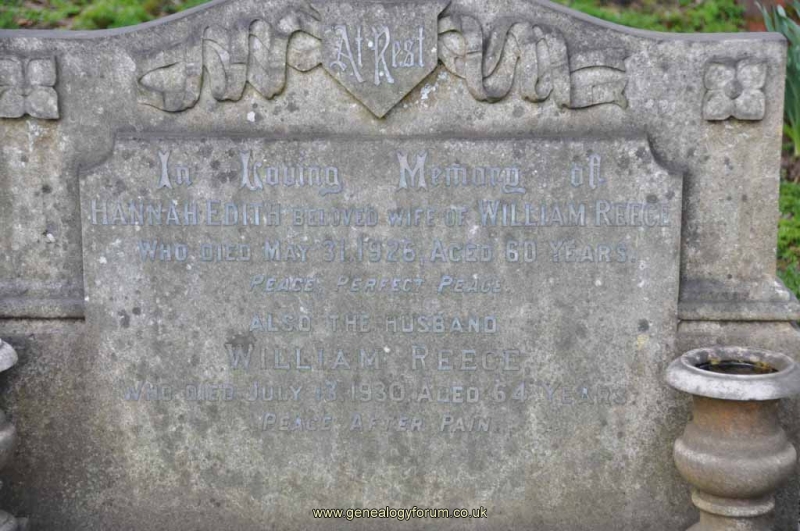 At Rest
In Loving Memory of
HANNAH EDITH BELOVED WIFE OF WILLIAM REECE
WHO DIED MAY 31, 1926, AGED 60 YEARS.
PEACE, PERFECT PEACE.
ALSO THE HUSBAND
WILLIAM REECE
WHO DIED JULY 13, 1930, AGED 64 YEARS.
PEACE AFTER PAIN.
www.genealogyforum.co.uk